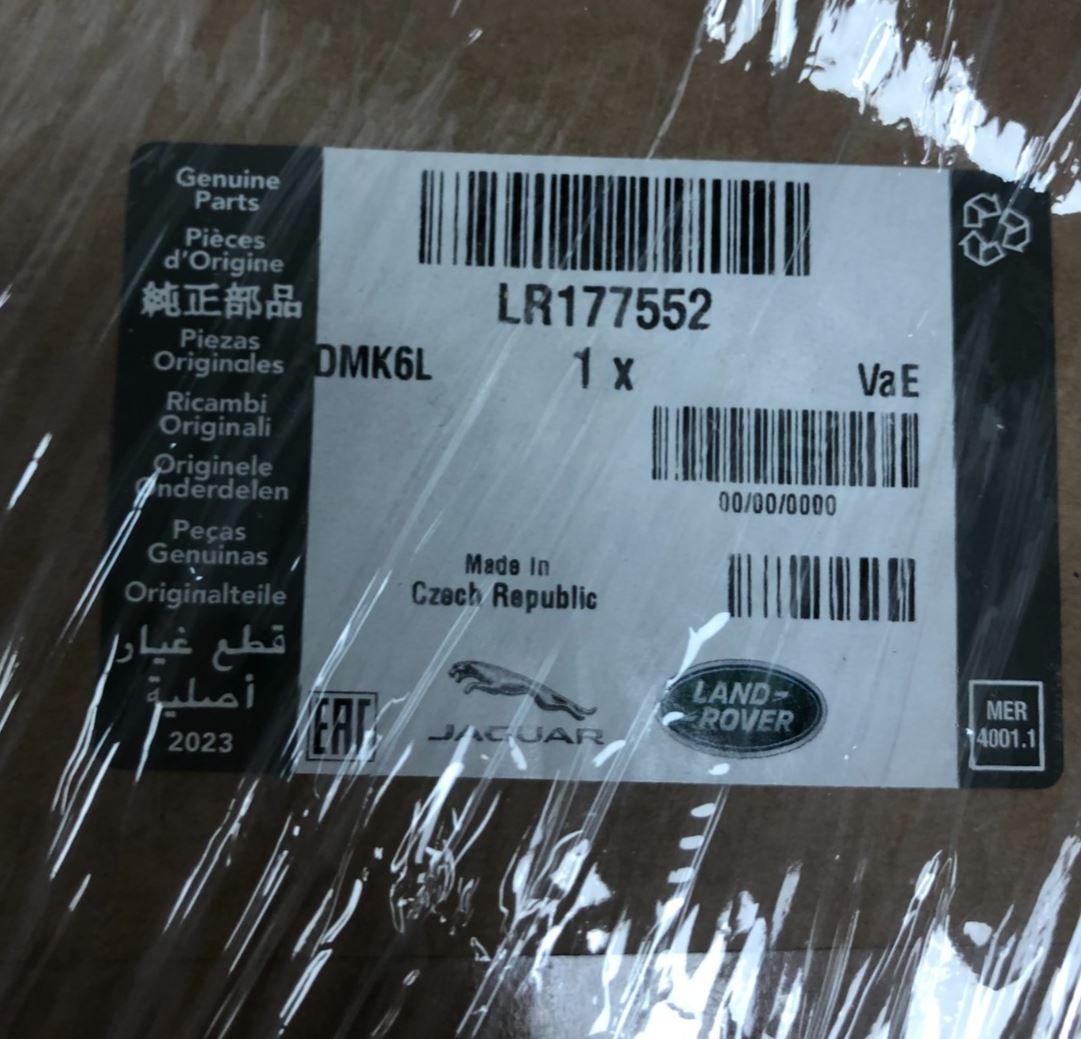 Genuine
Parts
Pièces
d'Origine
純正部品
Piezas
Originales
Ricambi
Originali
Originele
Onderdelen
Peças
Genuinas
Originalteile
قطع غيار
أصلية
2023
LR177552
DMK6L 1 x VaE
00/00/0000
Made In
Czech Republic
EAC
JAGUAR
LAND-
ROVER
MER
4001.1